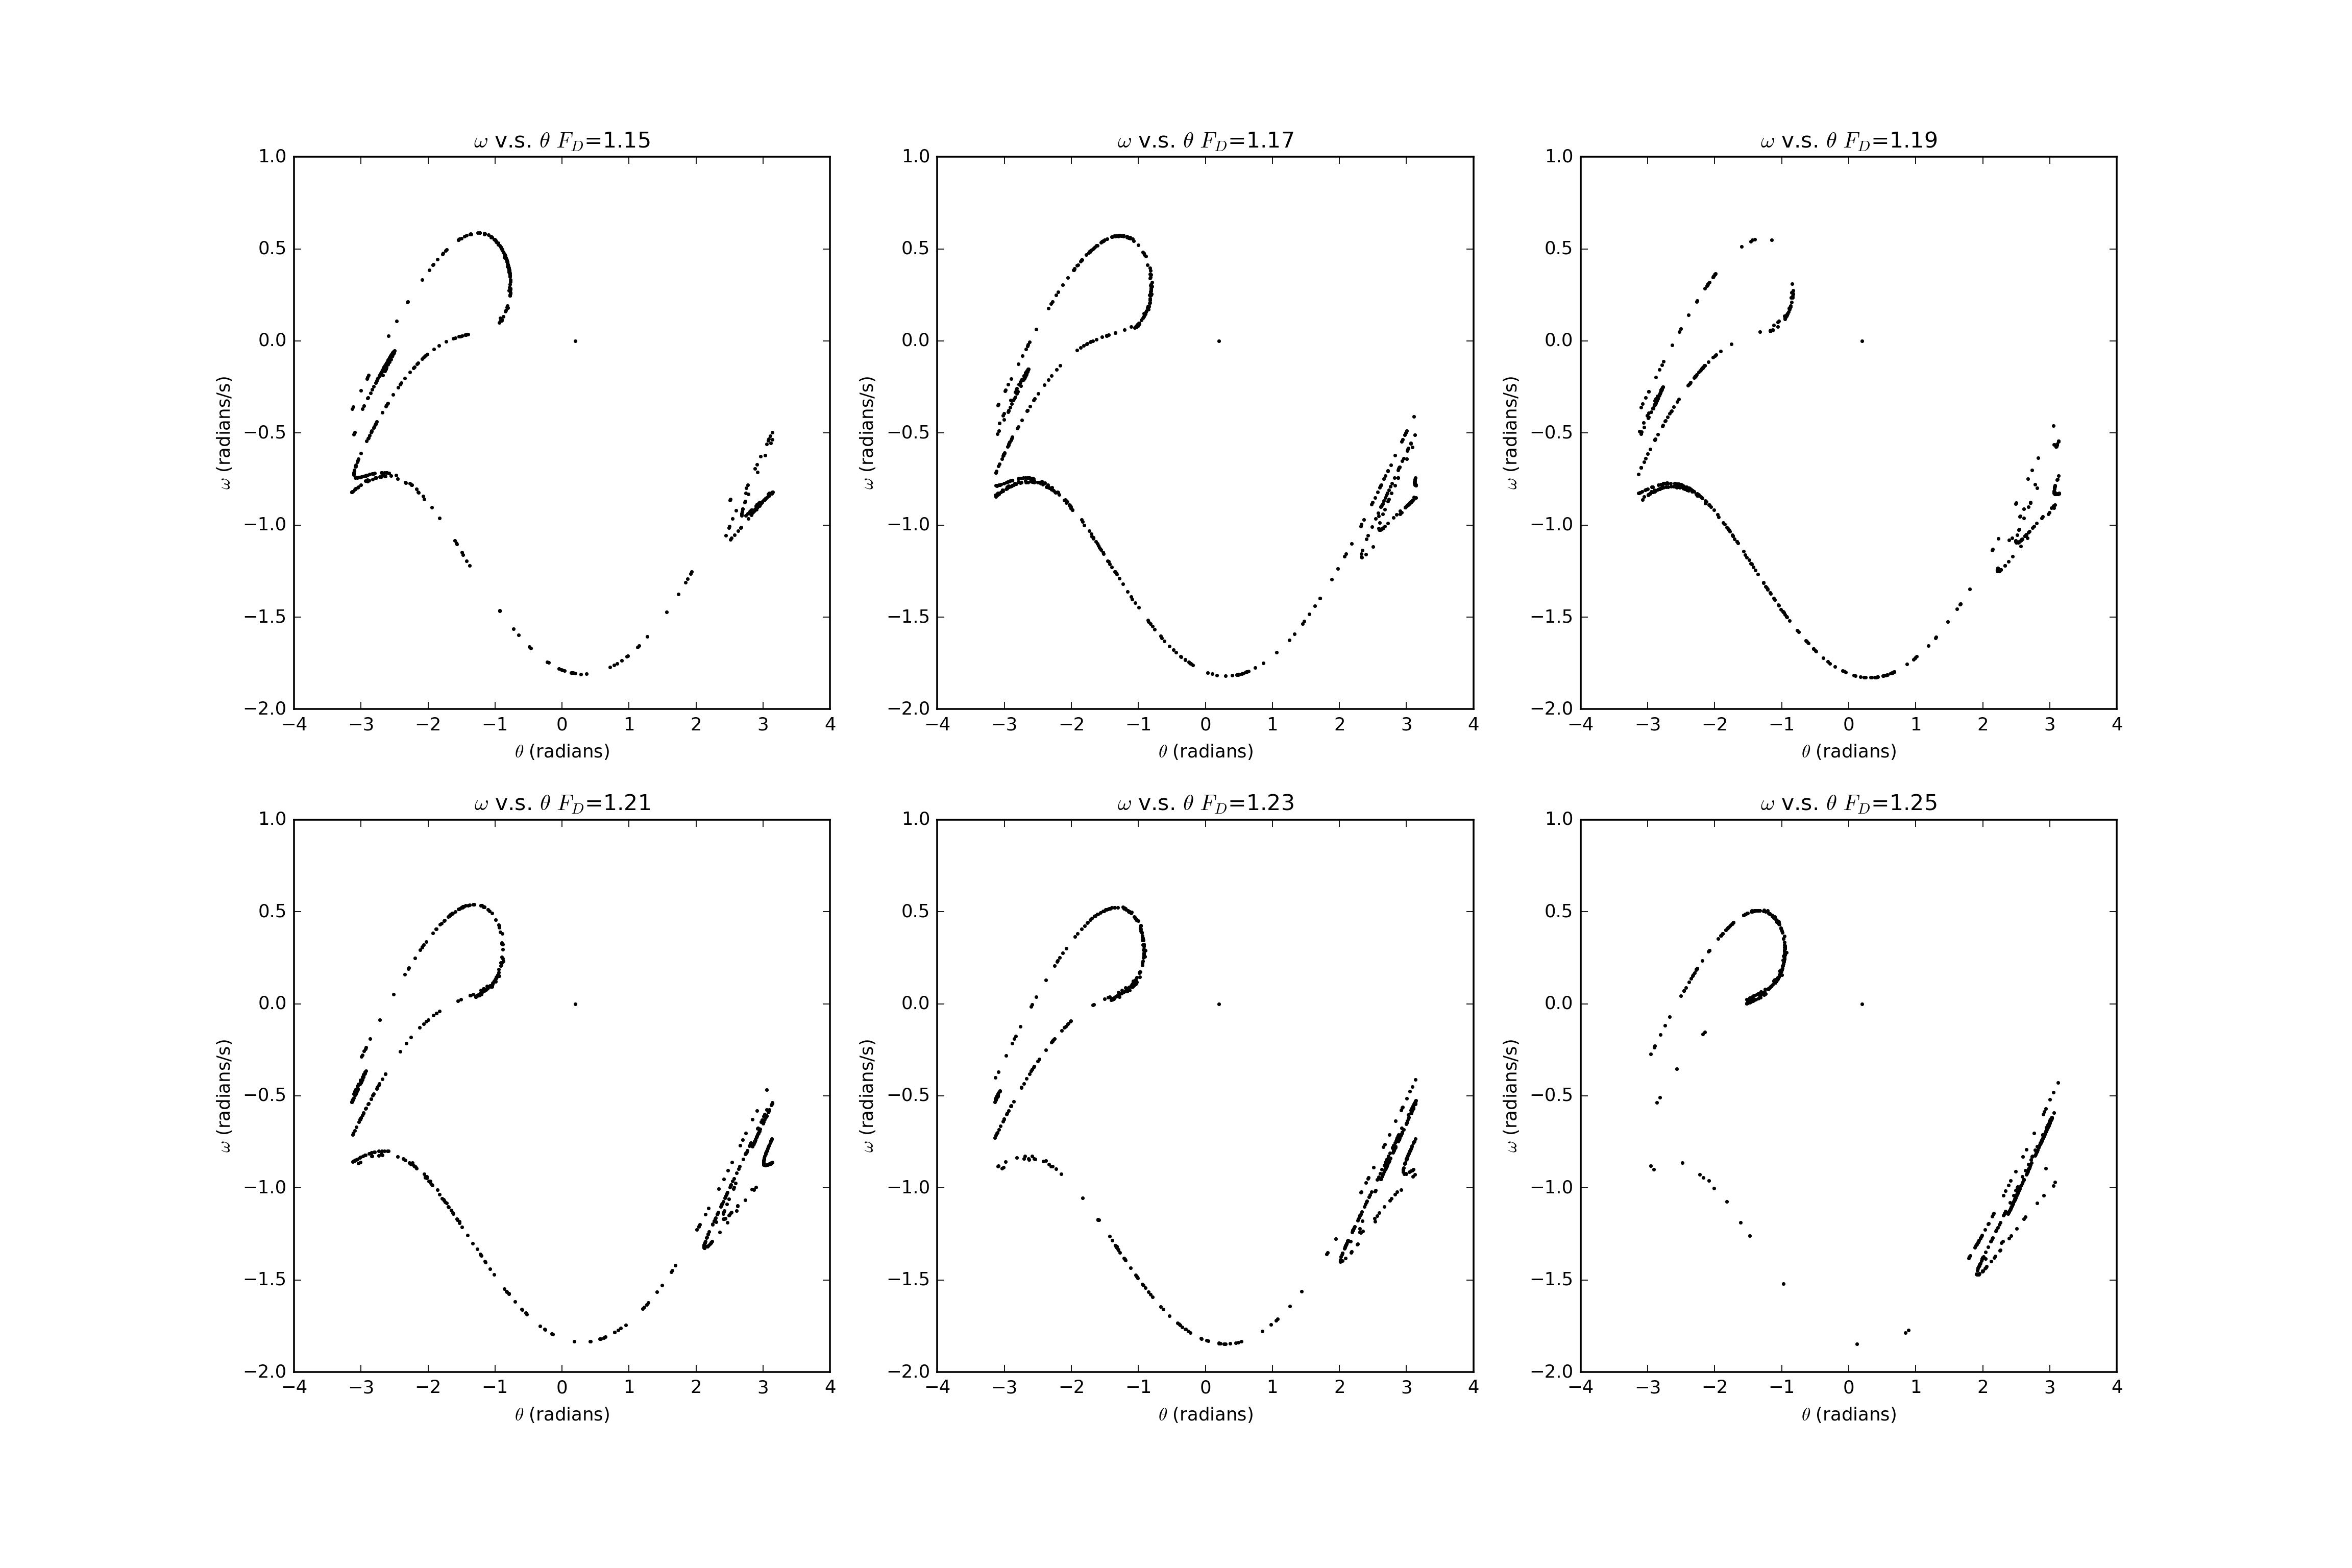 ω v.s. θ F_D=1.15
ω v.s. θ F_D=1.17
ω v.s. θ F_D=1.19
1.0
0.5
0.0
−0.5
−1.0
−1.5
−2.0
ω (radians/s)
−4 −3 −2 −1 0 1 2 3 4
θ (radians)
1.0
0.5
0.0
−0.5
−1.0
−1.5
−2.0
ω (radians/s)
−4 −3 −2 −1 0 1 2 3 4
θ (radians)
1.0
0.5
0.0
−0.5
−1.0
−1.5
−2.0
ω (radians/s)
−4 −3 −2 −1 0 1 2 3 4
θ (radians)
ω v.s. θ F_D=1.21
ω v.s. θ F_D=1.23
ω v.s. θ F_D=1.25
1.0
0.5
0.0
−0.5
−1.0
−1.5
−2.0
ω (radians/s)
−4 −3 −2 −1 0 1 2 3 4
θ (radians)
1.0
0.5
0.0
−0.5
−1.0
−1.5
−2.0
ω (radians/s)
−4 −3 −2 −1 0 1 2 3 4
θ (radians)
1.0
0.5
0.0
−0.5
−1.0
−1.5
−2.0
ω (radians/s)
−4 −3 −2 −1 0 1 2 3 4
θ (radians)